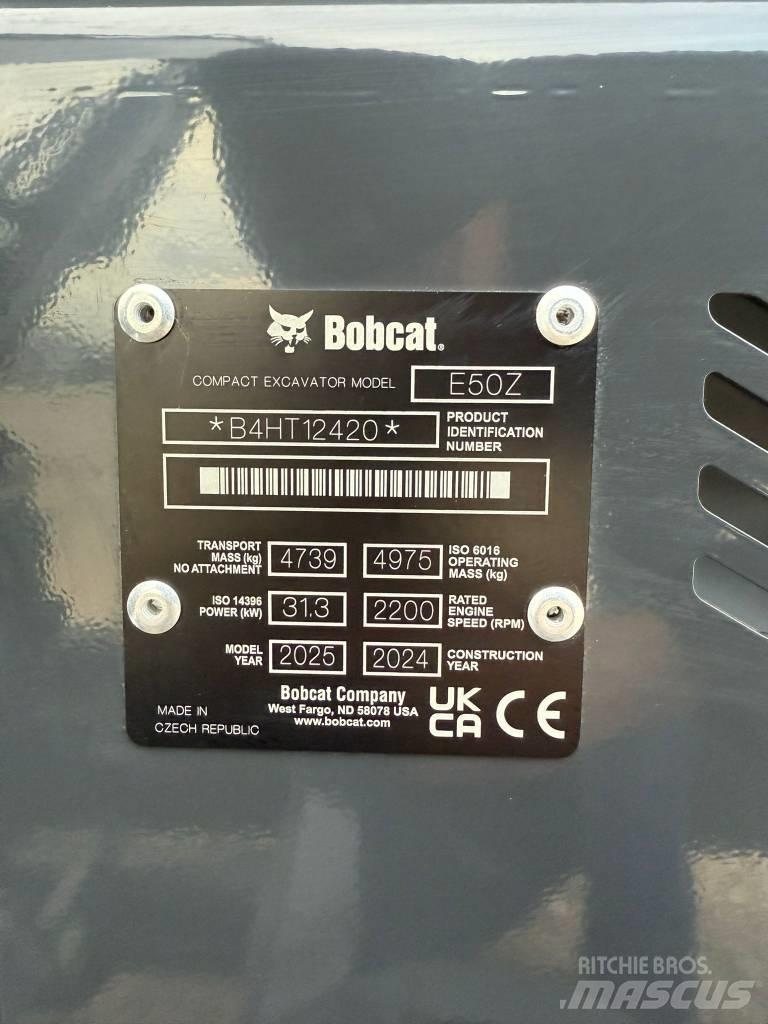 Bobcat®
COMPACT EXCAVATOR MODEL E50Z
*B4HT12420* PRODUCT IDENTIFICATION NUMBER
TRANSPORT MASS (kg) NO ATTACHMENT 4739 4975 ISO 6016 OPERATING MASS (kg)
ISO 14396 POWER (kW) 31.3 2200 RATED ENGINE SPEED (RPM)
MODEL YEAR 2025 2024 CONSTRUCTION YEAR
Bobcat Company
West Fargo, ND 58078 USA
www.bobcat.com
MADE IN
CZECH REPUBLIC
UK
CA CE
RITCHIE BROS.
MASCUS